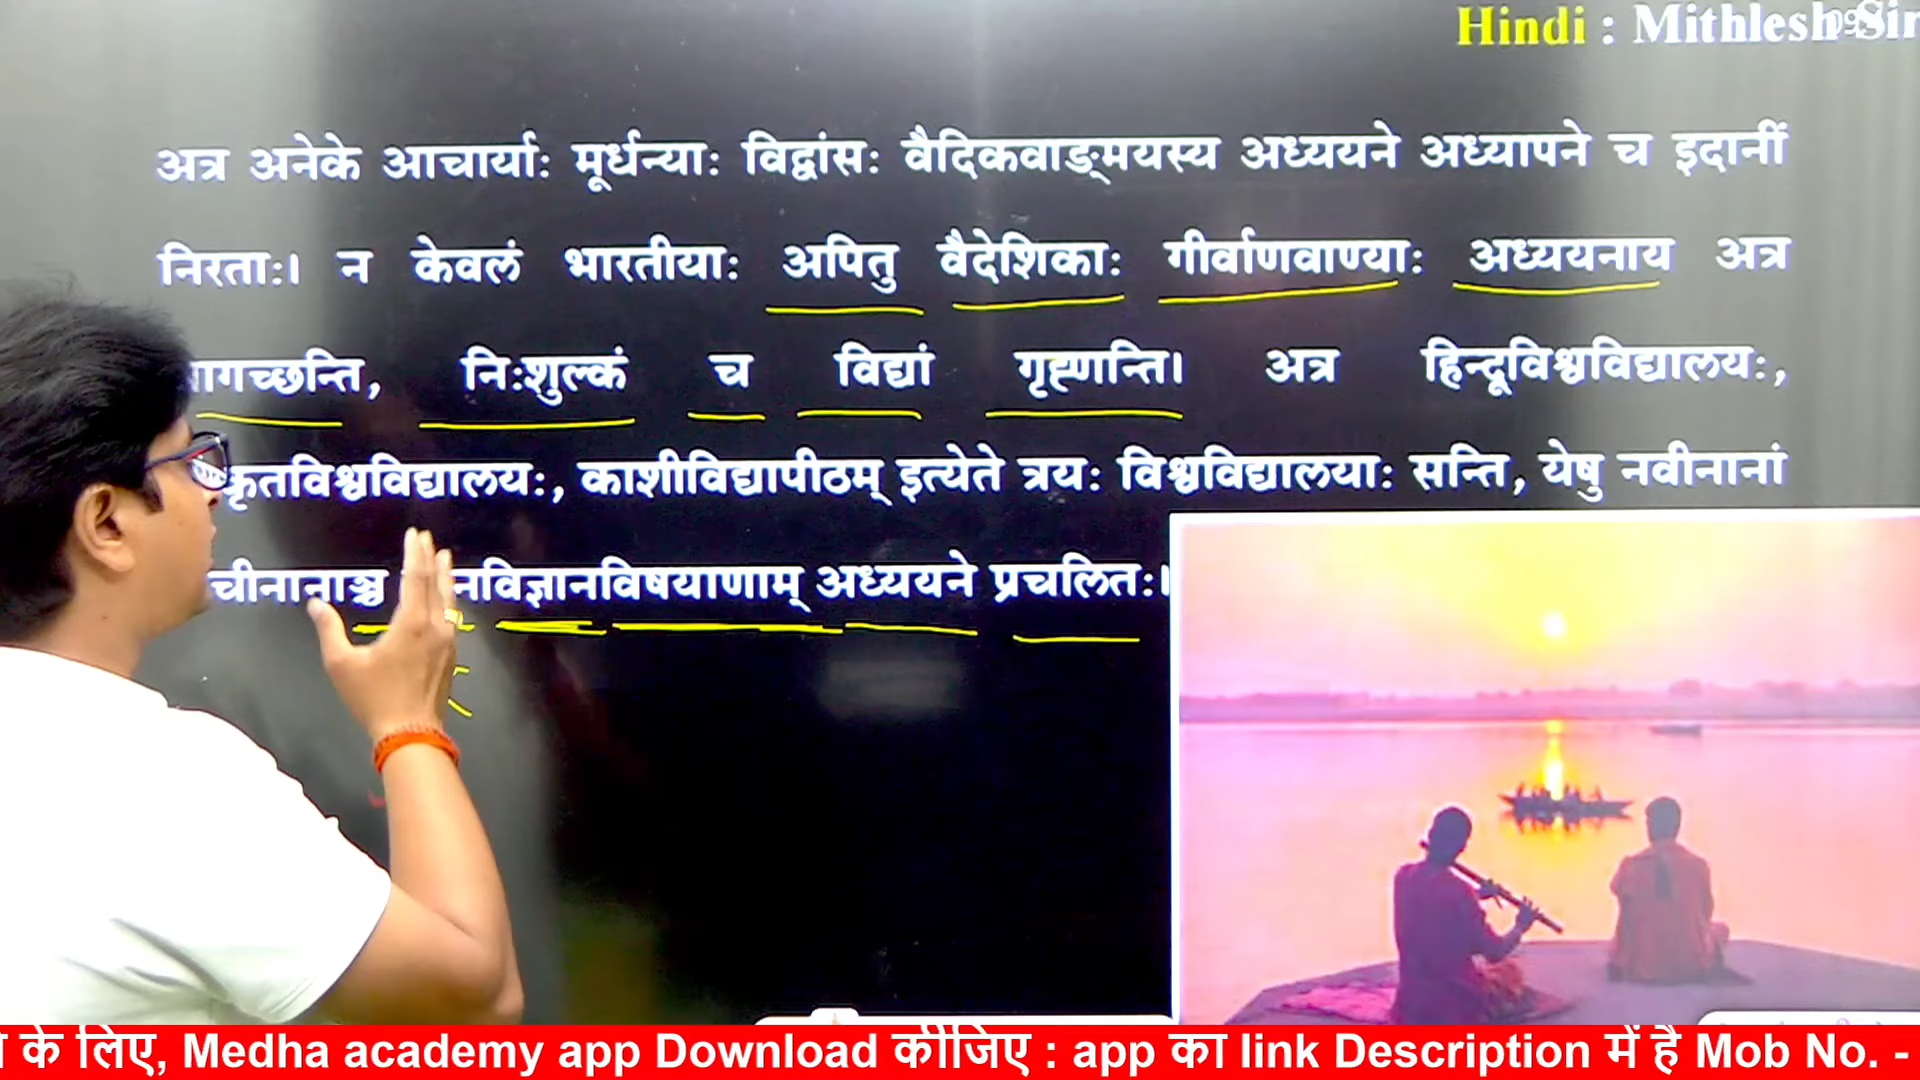 Hindi : Mithlesh Sir
अत्र अनेके आचार्याः मूर्धन्याः विद्वांसः वैदिकवाङ्मयस्य अध्ययने अध्यापने च इदानीं
निरताः। न केवलं भारतीयाः अपितु वैदेशिकाः गीर्वाणवाण्याः अध्ययनाय अत्र
गच्छन्ति, निःशुल्कं च विद्यां गृह्णन्ति। अत्र हिन्दूविश्वविद्यालयः,
कृतविश्वविद्यालयः, काशीविद्यापीठम् इत्येते त्रयः विश्वविद्यालयाः सन्ति, येषु नवीनानां
चीनानाञ्च नविज्ञानविषयाणाम् अध्ययने प्रचलितः।
के लिए, Medha academy app Download कीजिए : app का link Description में है Mob No. -